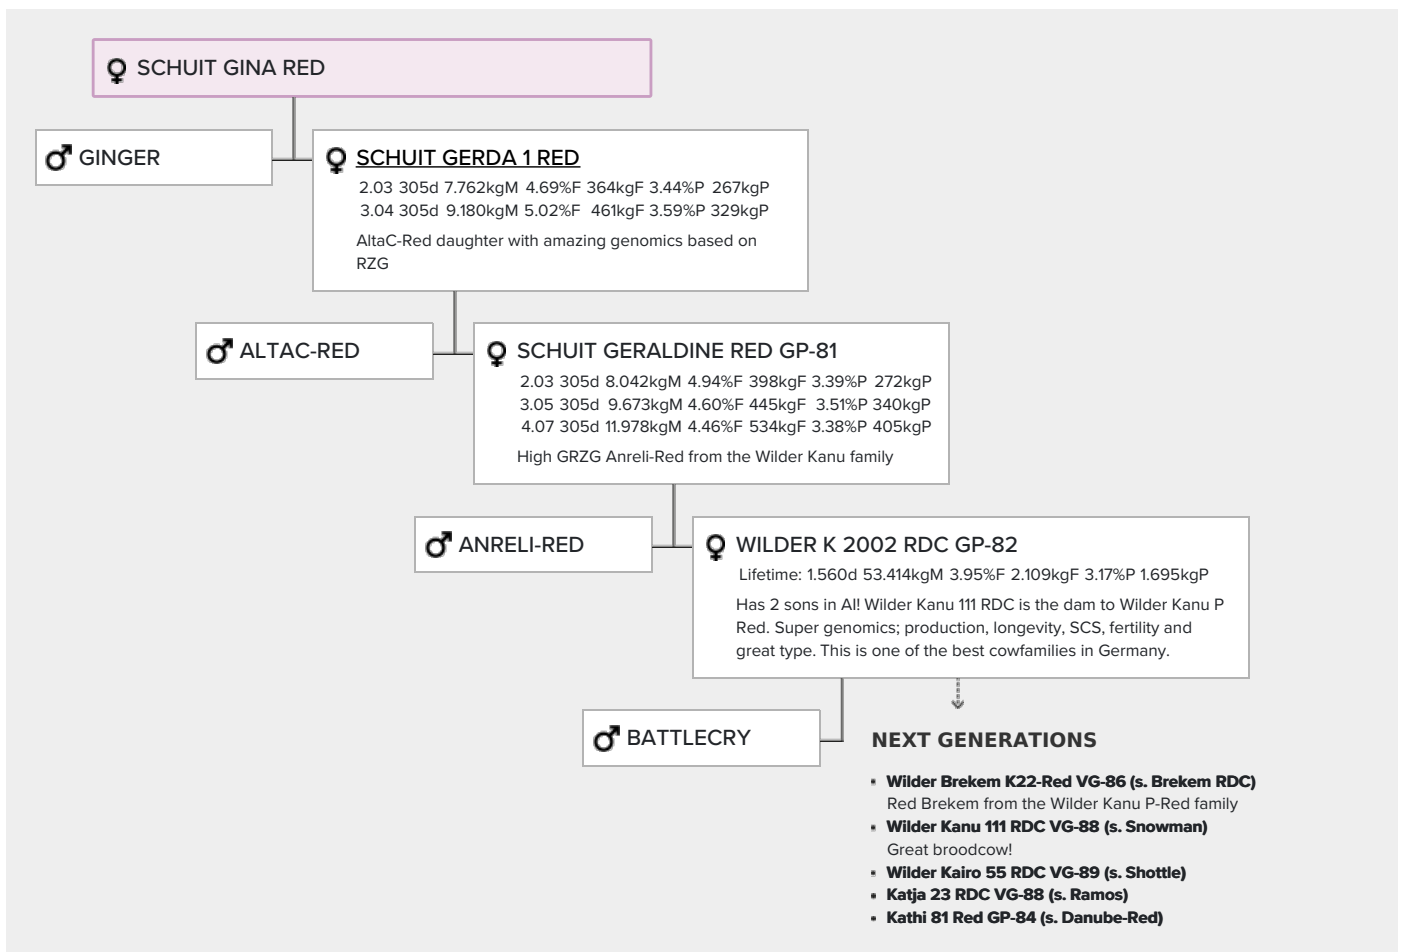 SCHUIT GINA RED
GINGER
SCHUIT GERDA 1 RED
2.03 305d 7.762kgM 4.69%F 364kgF 3.44%P 267kgP
3.04 305d 9.180kgM 5.02%F 461kgF 3.59%P 329kgP
AltaC-Red daughter with amazing genomics based on
RZG
ALTAC-RED
SCHUIT GERALDINE RED GP-81
2.03 305d 8.042kgM 4.94%F 398kgF 3.39%P 272kgP
3.05 305d 9.673kgM 4.60%F 445kgF 3.51%P 340kgP
4.07 305d 11.978kgM 4.46%F 534kgF 3.38%P 405kgP
High GRZG Anreli-Red from the Wilder Kanu family
ANRELI-RED
WILDER K 2002 RDC GP-82
Lifetime: 1.560d 53.414kgM 3.95%F 2.109kgF 3.17%P 1.695kgP
Has 2 sons in AI! Wilder Kanu 111 RDC is the dam to Wilder Kanu P
Red. Super genomics; production, longevity, SCS, fertility and
great type. This is one of the best cowfamilies in Germany.
BATTLECRY
NEXT GENERATIONS
▪ Wilder Brekem K22-Red VG-86 (s. Brekem RDC)
Red Brekem from the Wilder Kanu P-Red family
▪ Wilder Kanu 111 RDC VG-88 (s. Snowman)
Great broodcow!
▪ Wilder Kairo 55 RDC VG-89 (s. Shottle)
▪ Katja 23 RDC VG-88 (s. Ramos)
▪ Kathi 81 Red GP-84 (s. Danube-Red)